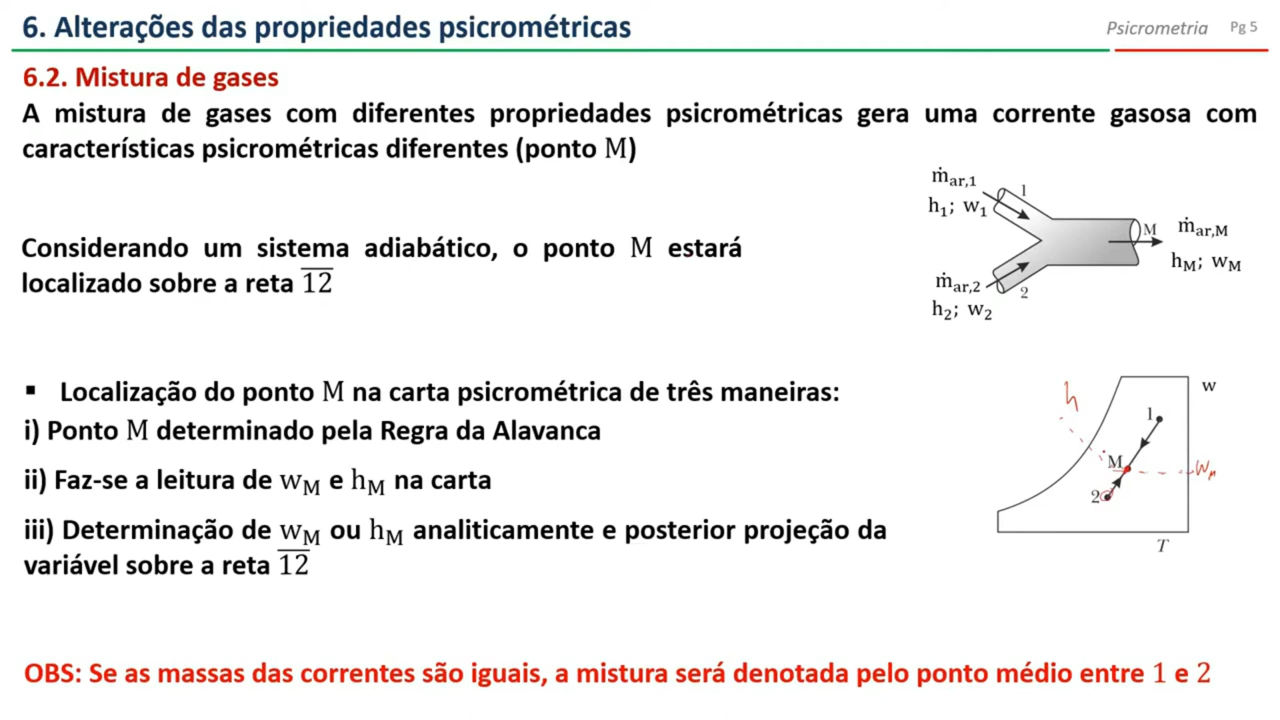 6. Alterações das propriedades psicrométricas
Psicrometria Pg 5
6.2. Mistura de gases
A mistura de gases com diferentes propriedades psicrométricas gera uma corrente gasosa com
características psicrométricas diferentes (ponto M)
ṁar,1
h1; w1
1
M
ṁar,M
hM; wM
ṁar,2
h2; w2
2
Considerando um sistema adiabático, o ponto M estará
localizado sobre a reta 1̅2̅
▪ Localização do ponto M na carta psicrométrica de três maneiras:
i) Ponto M determinado pela Regra da Alavanca
ii) Faz-se a leitura de wM e hM na carta
iii) Determinação de wM ou hM analiticamente e posterior projeção da
variável sobre a reta 1̅2̅
h
w
1
M
wM
2
T
OBS: Se as massas das correntes são iguais, a mistura será denotada pelo ponto médio entre 1 e 2